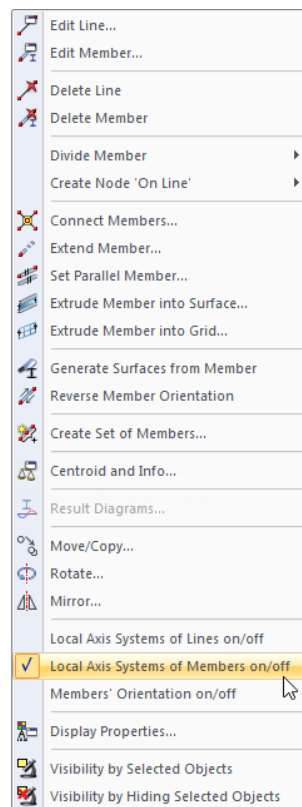 Edit Line...
Edit Member...
Delete Line
Delete Member
Divide Member
Create Node 'On Line'
Connect Members...
Extend Member...
Set Parallel Member...
Extrude Member into Surface...
Extrude Member into Grid...
Generate Surfaces from Member
Reverse Member Orientation
Create Set of Members...
Centroid and Info...
Result Diagrams...
Move/Copy...
Rotate...
Mirror...
Local Axis Systems of Lines on/off
Local Axis Systems of Members on/off
Members' Orientation on/off
Display Properties...
Visibility by Selected Objects
Visibility by Hiding Selected Objects